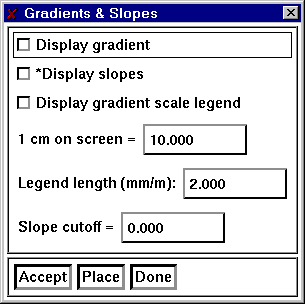 Gradients & Slopes
Display gradient
*Display slopes
Display gradient scale legend
1 cm on screen = 10.000
Legend length (mm/m): 2.000
Slope cutoff = 0.000
Accept Place Done